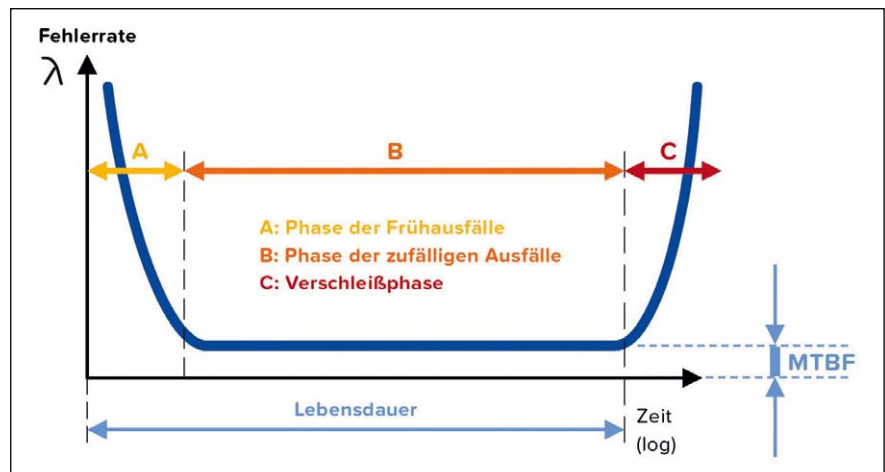 Fehlerrate
λ
A
B
C
A: Phase der Frühausfälle
B: Phase der zufälligen Ausfälle
C: Verschleißphase
MTBF
Lebensdauer
Zeit
(log)